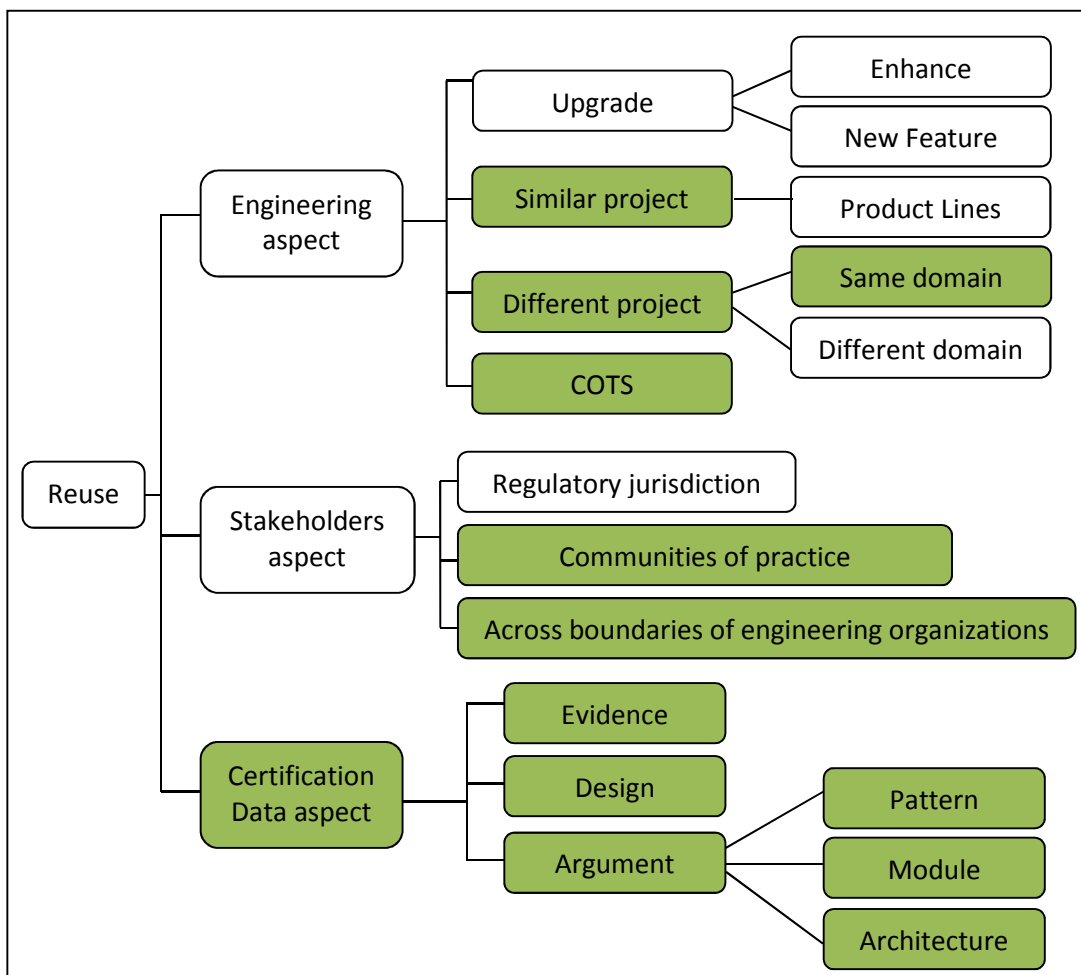 Reuse
Engineering
aspect
Upgrade
Enhance
New Feature
Similar project
Product Lines
Different project
Same domain
Different domain
COTS
Stakeholders
aspect
Regulatory jurisdiction
Communities of practice
Across boundaries of engineering organizations
Certification
Data aspect
Evidence
Design
Argument
Pattern
Module
Architecture